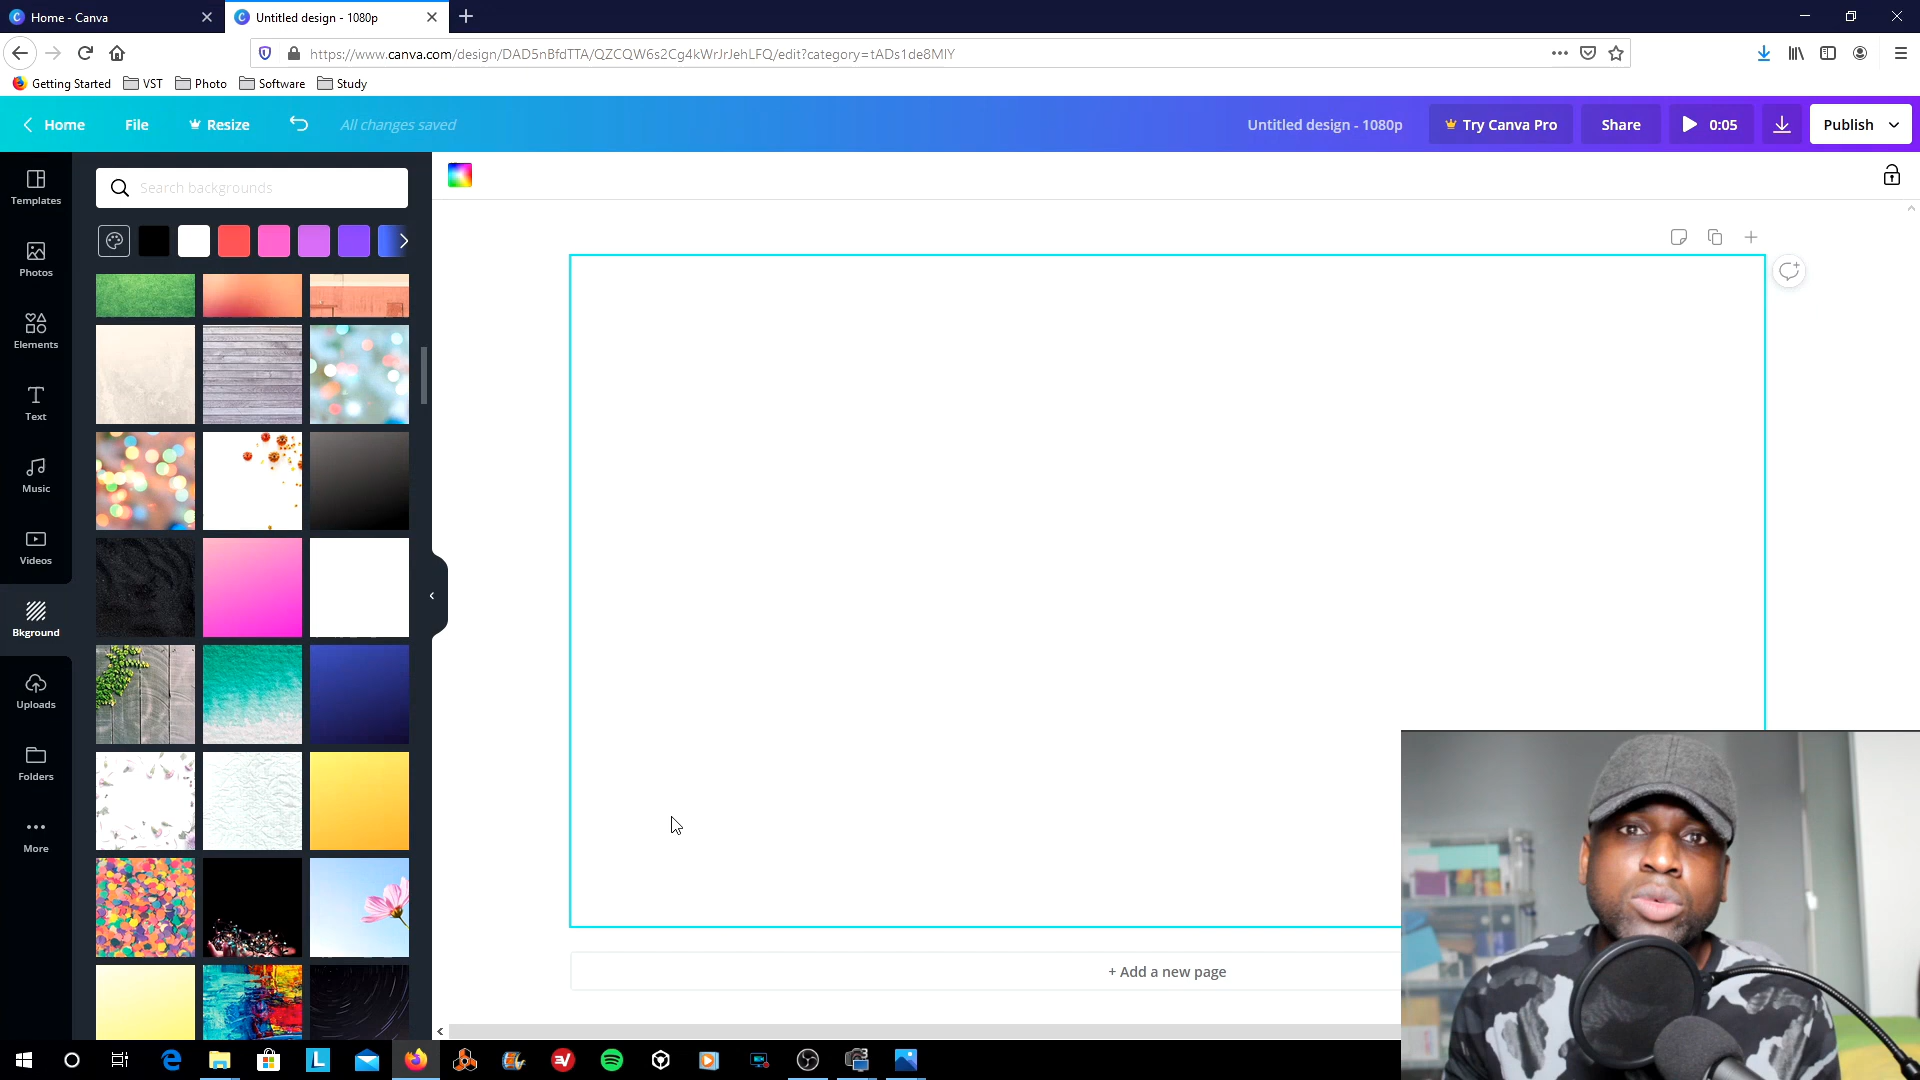 Home - Canva
Untitled design - 1080p
https://www.canva.com/design/DAD5nBfdTTA/QZCQW6s2Cg4kWrJrJehLFQ/edit?category=tADs1de8MIY
Getting Started VST Photo Software Study
Home File Resize All changes saved Untitled design - 1080p Try Canva Pro Share 0:05 Publish
Search backgrounds
Templates
Photos
Elements
Text
Music
Videos
Bkground
Uploads
Folders
More
+ Add a new page